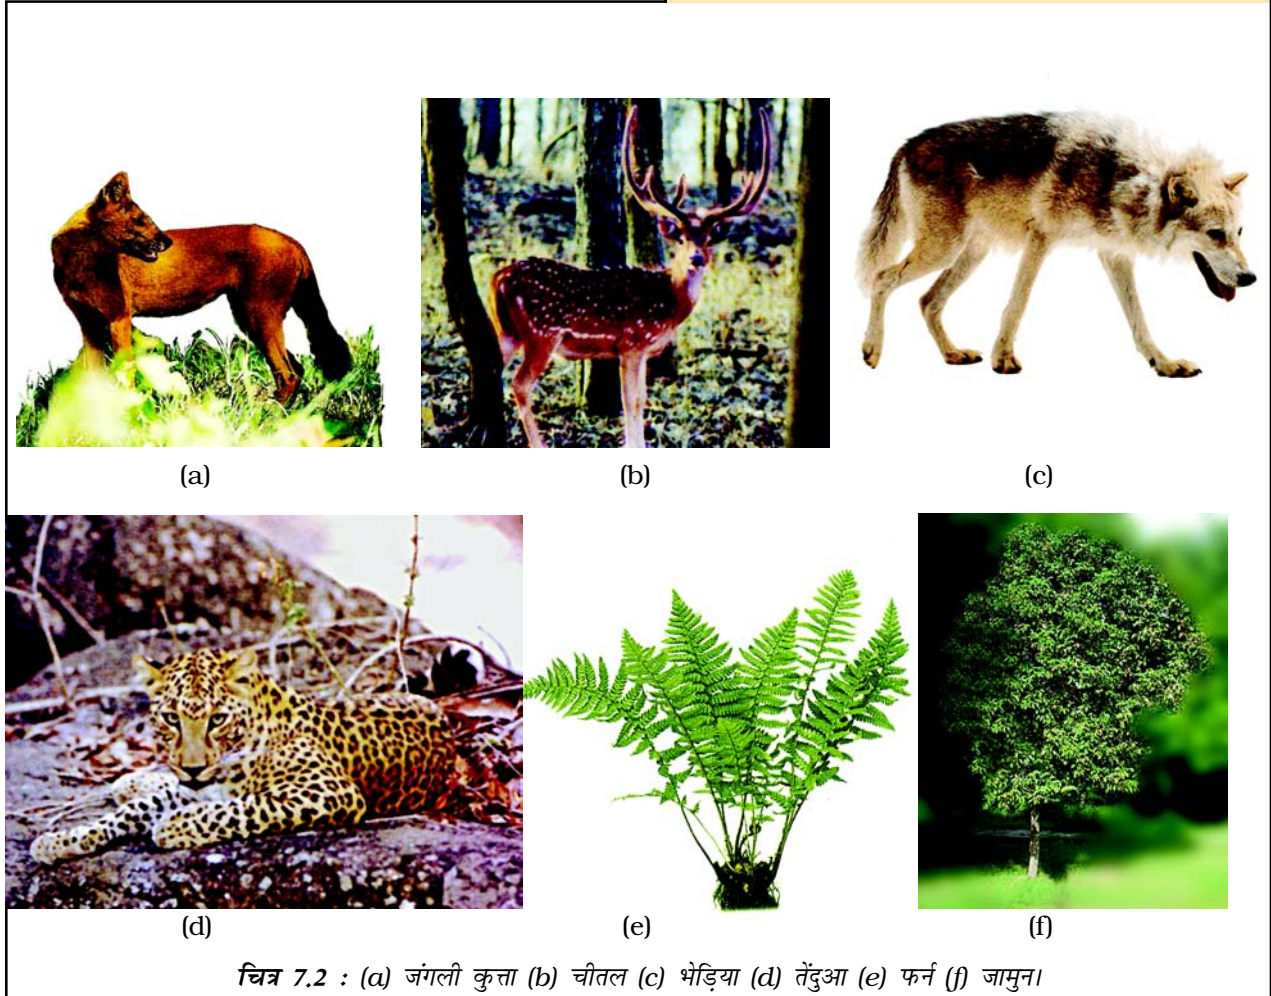 (a) (b) (c)
(d) (e) (f)
चित्र 7.2 : (a) जंगली कुत्ता (b) चीतल (c) भेड़िया (d) तेंदुआ (e) फर्न (f) जामुन।